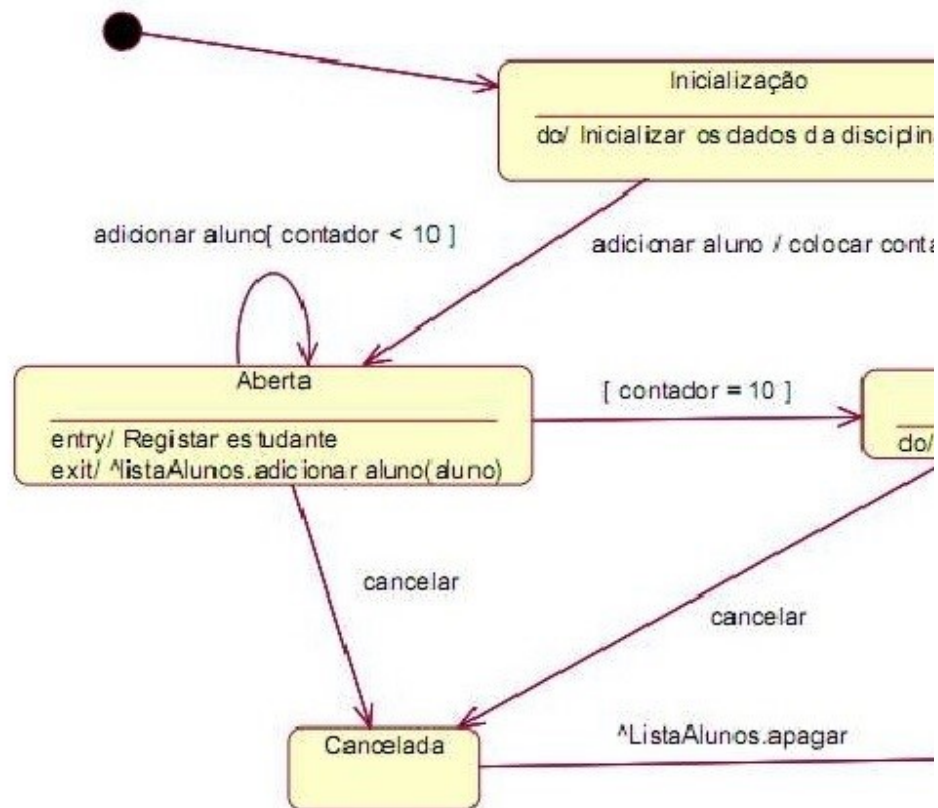 Inicialização
do/ Inicializar os dados da disciplin
adicionar aluno[ contador < 10 ]
adicionar aluno / colocar conta
Aberta
[ contador = 10 ]
entry/ Registar estudante
do/
exit/ ^listaAlunos.adicionar aluno(aluno)
cancelar
cancelar
^ListaAlunos.apagar
Cancelada